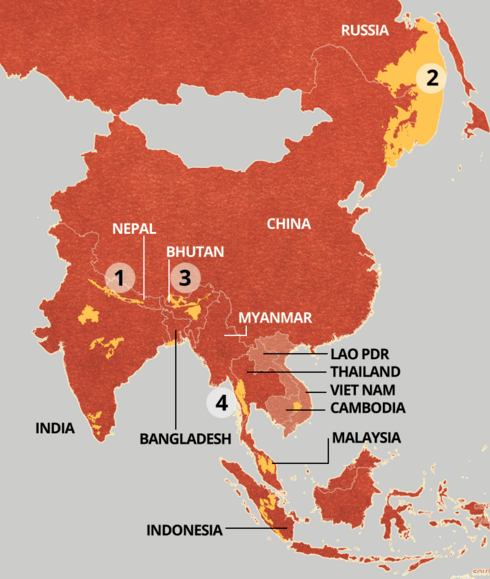 RUSSIA
2
CHINA
NEPAL
BHUTAN
1
3
MYANMAR
LAO PDR
THAILAND
VIET NAM
CAMBODIA
4
INDIA
BANGLADESH
MALAYSIA
INDONESIA